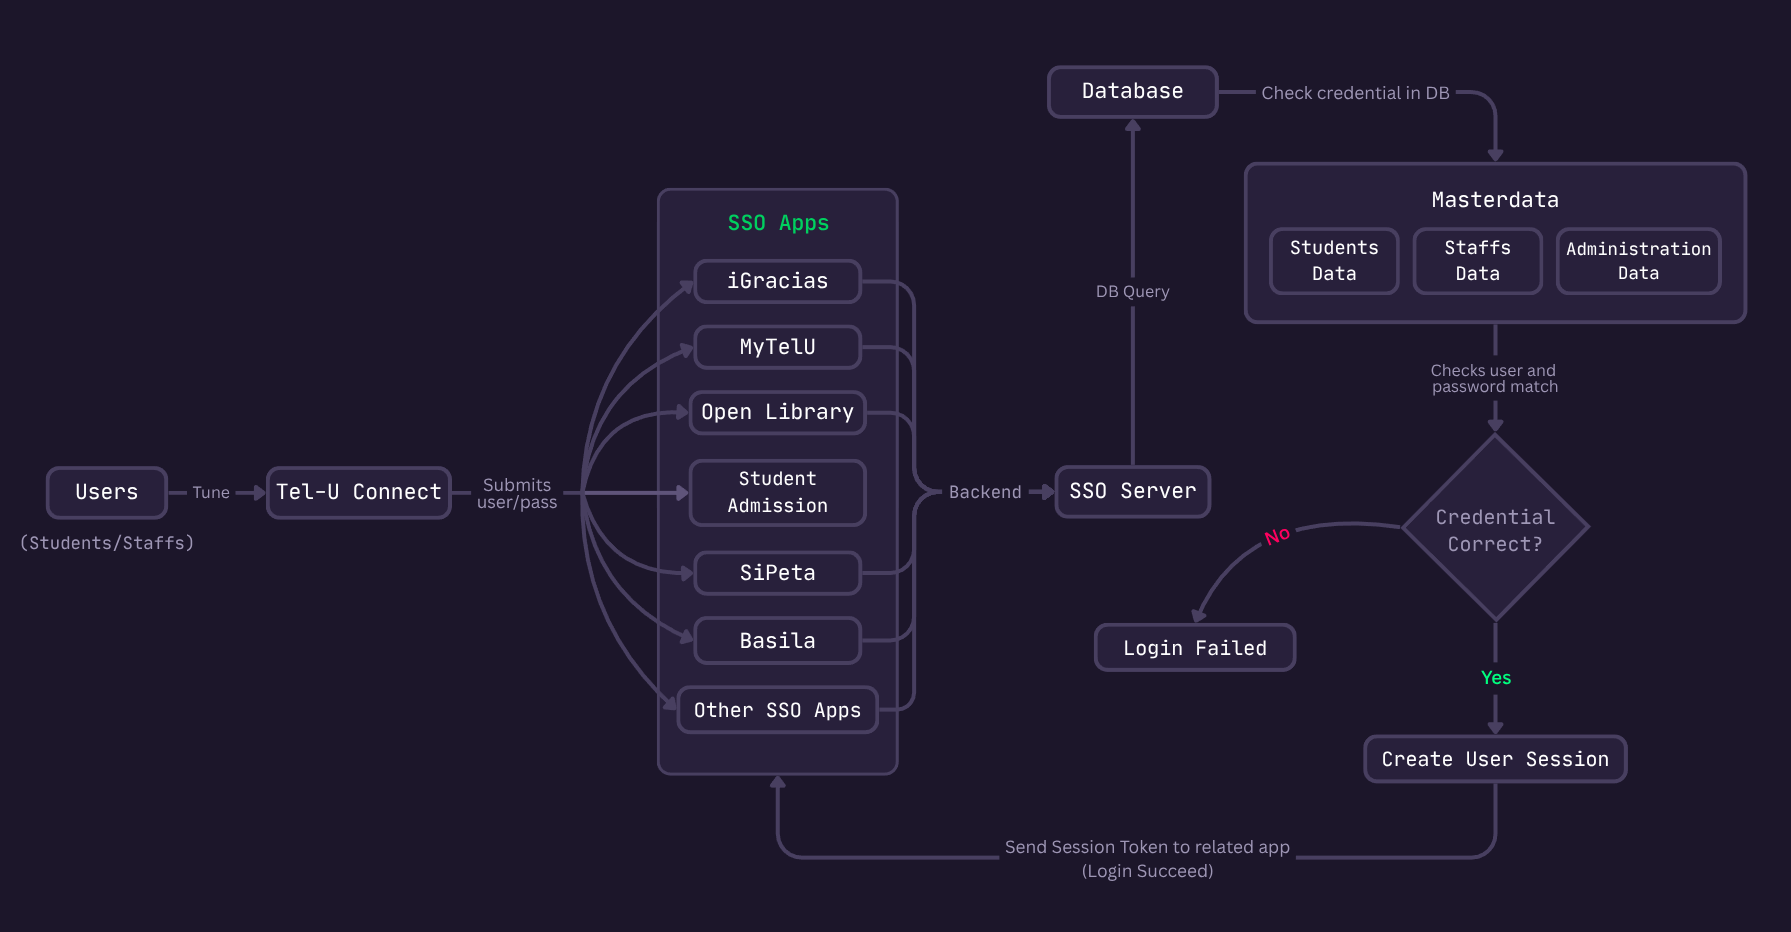 Users
(Students/Staffs)
Tune
Tel-U Connect
Submits
user/pass
SSO Apps
iGracias
MyTelU
Open Library
Student
Admission
SiPeta
Basila
Other SSO Apps
Backend
SSO Server
DB Query
Database
Check credential in DB
Masterdata
Students
Data
Staffs
Data
Administration
Data
Checks user and
password match
Credential
Correct?
No
Login Failed
Yes
Create User Session
Send Session Token to related app
(Login Succeed)